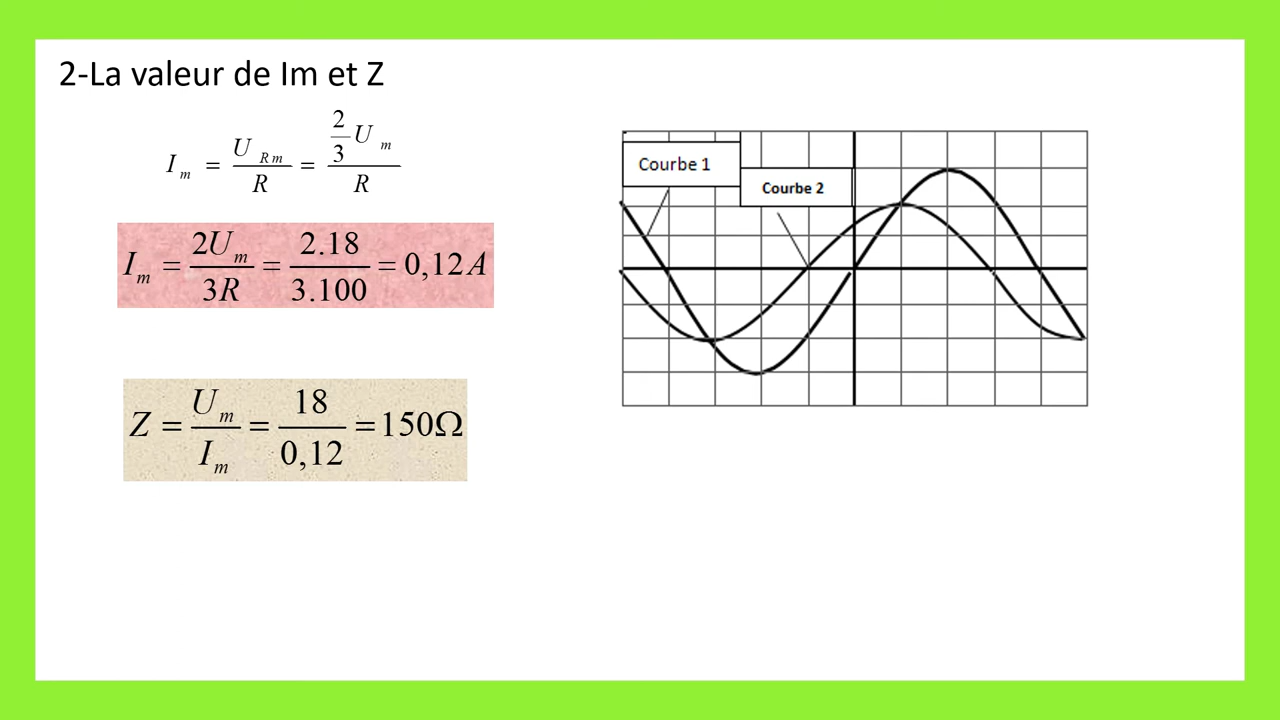 2-La valeur de Im et Z
I_m = U_Rm / R = (2/3 U_m) / R
I_m = 2U_m / 3R = 2.18 / 3.100 = 0,12 A
Z = U_m / I_m = 18 / 0,12 = 150Ω
Courbe 1
Courbe 2